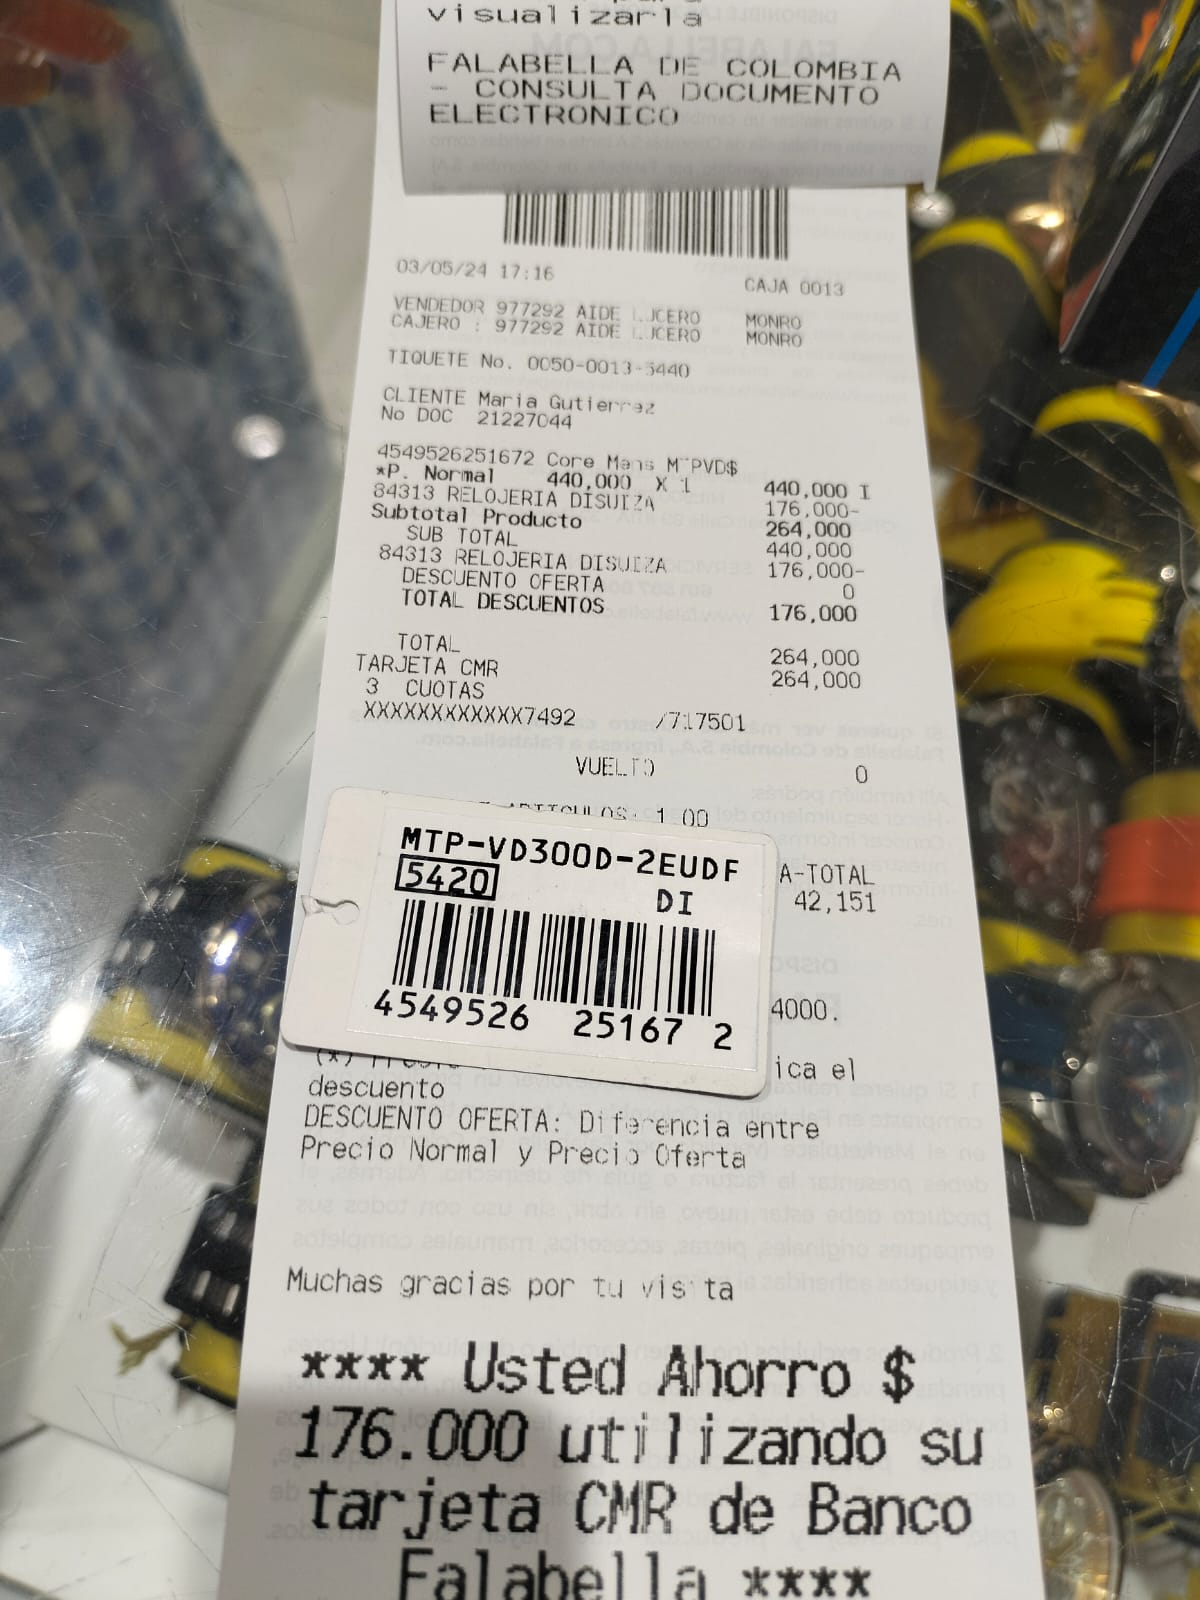 visualizarla
FALABELLA DE COLOMBIA
- CONSULTA DOCUMENTO
ELECTRONICO
03/05/24 17:16 CAJA 0013
VENDEDOR 977292 AIDE LUCERO MONRO
CAJERO : 977292 AIDE LUCERO MONRO
TIQUETE No. 0050-0013-5440
CLIENTE Maria Gutierrez
No DOC 21227044
4549526251672 Core Mens MTPVD$
*P. Normal 440,000 X 1 440,000 I
84313 RELOJERIA DISUIZA 176,000-
Subtotal Producto 264,000
SUB TOTAL 440,000
84313 RELOJERIA DISUIZA 176,000-
DESCUENTO OFERTA 0
TOTAL DESCUENTOS 176,000
TOTAL 264,000
TARJETA CMR 264,000
3 CUOTAS
XXXXXXXXXXXX7492 /717501
VUELTO 0
ARTICULOS: 1.00
MTP-VD300D-2EUDF
5420 DI
A-TOTAL
42,151
4549526 25167 2
4000.
ica el
descuento
DESCUENTO OFERTA: Diferencia entre
Precio Normal y Precio Oferta
Muchas gracias por tu visita
**** Usted Ahorro $
176.000 utilizando su
tarjeta CMR de Banco
Falabella ****